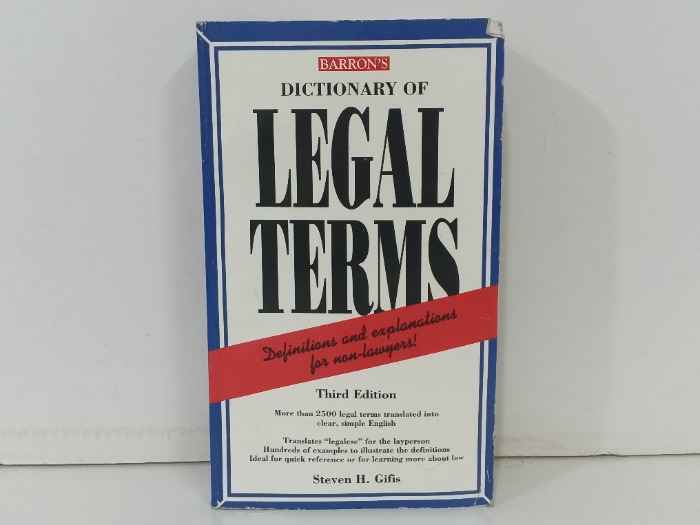 BARRON'S
DICTIONARY OF
LEGAL
TERMS
Definitions and explanations
for non-lawyers!
Third Edition
More than 2500 legal terms translated into
clear, simple English
Translates "legalese" for the layperson
Hundreds of examples to illustrate the definitions
Ideal for quick reference or for learning more about law
Steven H. Gifis